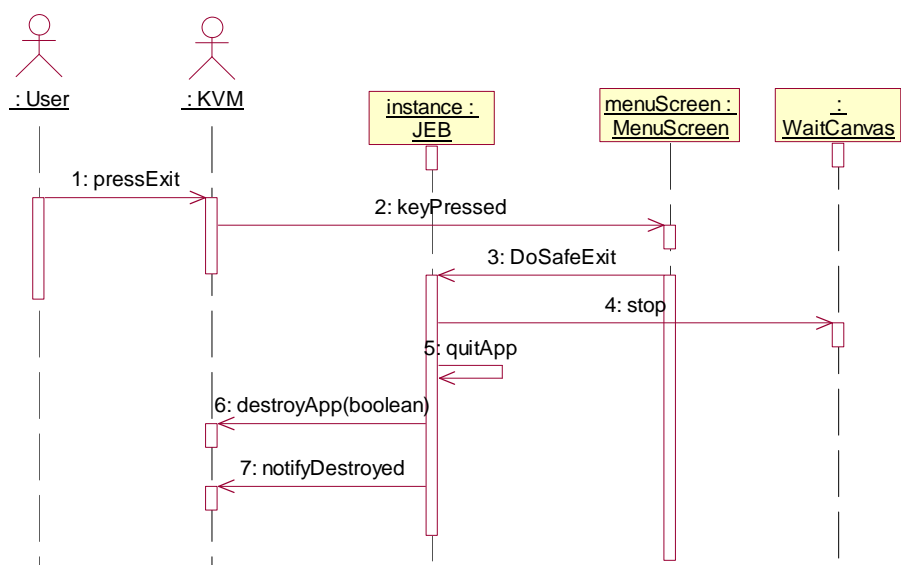 : User
: KVM
instance :
JEB
menuScreen :
MenuScreen
:
WaitCanvas
1: pressExit
2: keyPressed
3: DoSafeExit
4: stop
5: quitApp
6: destroyApp(boolean)
7: notifyDestroyed